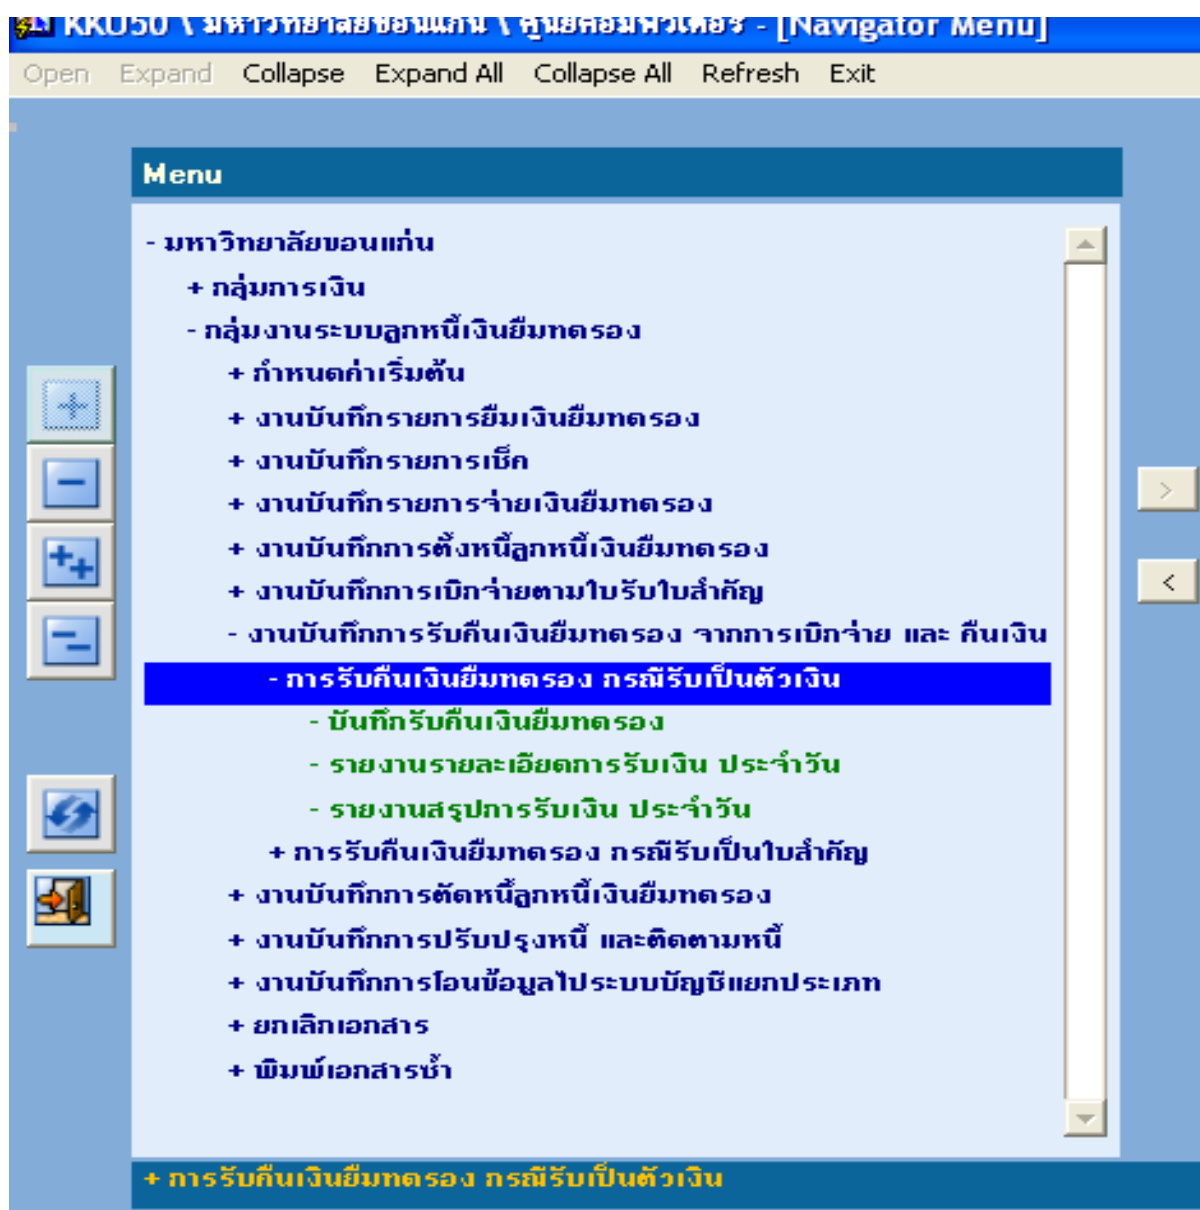 KKU50 \ มหาวิทยาลัยขอนแก่น \ ศูนย์คอมพิวเตอร์ - [Navigator Menu]
Open Expand Collapse Expand All Collapse All Refresh Exit
Menu
- มหาวิทยาลัยขอนแก่น
+ กลุ่มการเงิน
- กลุ่มงานระบบลูกหนี้เงินยืมทดรอง
+ กำหนดค่าเริ่มต้น
+ งานบันทึกรายการยืมเงินยืมทดรอง
+ งานบันทึกรายการเช็ค
+ งานบันทึกรายการจ่ายเงินยืมทดรอง
+ งานบันทึกการตั้งหนี้ลูกหนี้เงินยืมทดรอง
+ งานบันทึกการเบิกจ่ายตามใบรับใบสำคัญ
- งานบันทึกการรับคืนเงินยืมทดรอง จากการเบิกจ่าย และ คืนเงิน
- การรับคืนเงินยืมทดรอง กรณีรับเป็นตัวเงิน
- บันทึกรับคืนเงินยืมทดรอง
- รายงานรายละเอียดการรับเงิน ประจำวัน
- รายงานสรุปการรับเงิน ประจำวัน
+ การรับคืนเงินยืมทดรอง กรณีรับเป็นใบสำคัญ
+ งานบันทึกการตัดหนี้ลูกหนี้เงินยืมทดรอง
+ งานบันทึกการปรับปรุงหนี้ และติดตามหนี้
+ งานบันทึกการโอนข้อมูลไประบบบัญชีแยกประเภท
+ ยกเลิกเอกสาร
+ พิมพ์เอกสารซ้ำ
+ การรับคืนเงินยืมทดรอง กรณีรับเป็นตัวเงิน